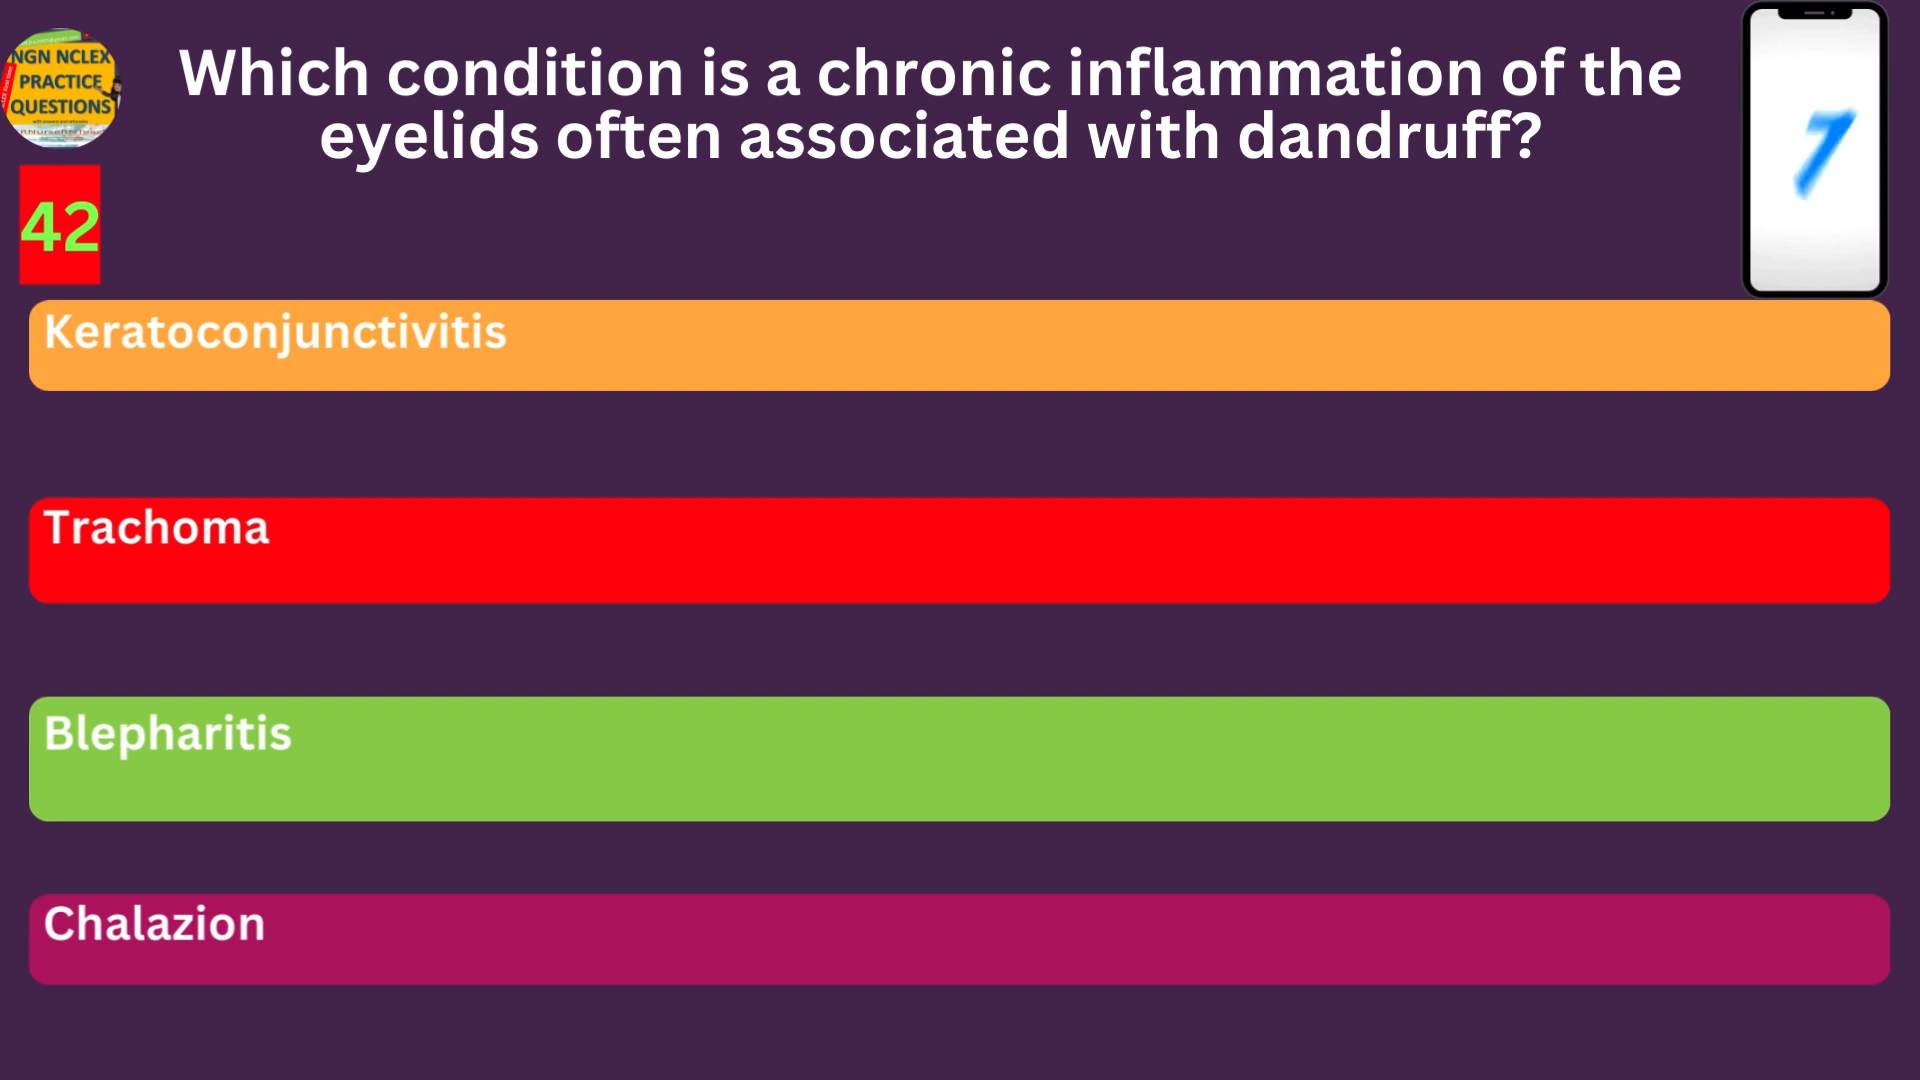 NGN NCLEX
PRACTICE
QUESTIONS
Which condition is a chronic inflammation of the
eyelids often associated with dandruff?
7
42
Keratoconjunctivitis
Trachoma
Blepharitis
Chalazion